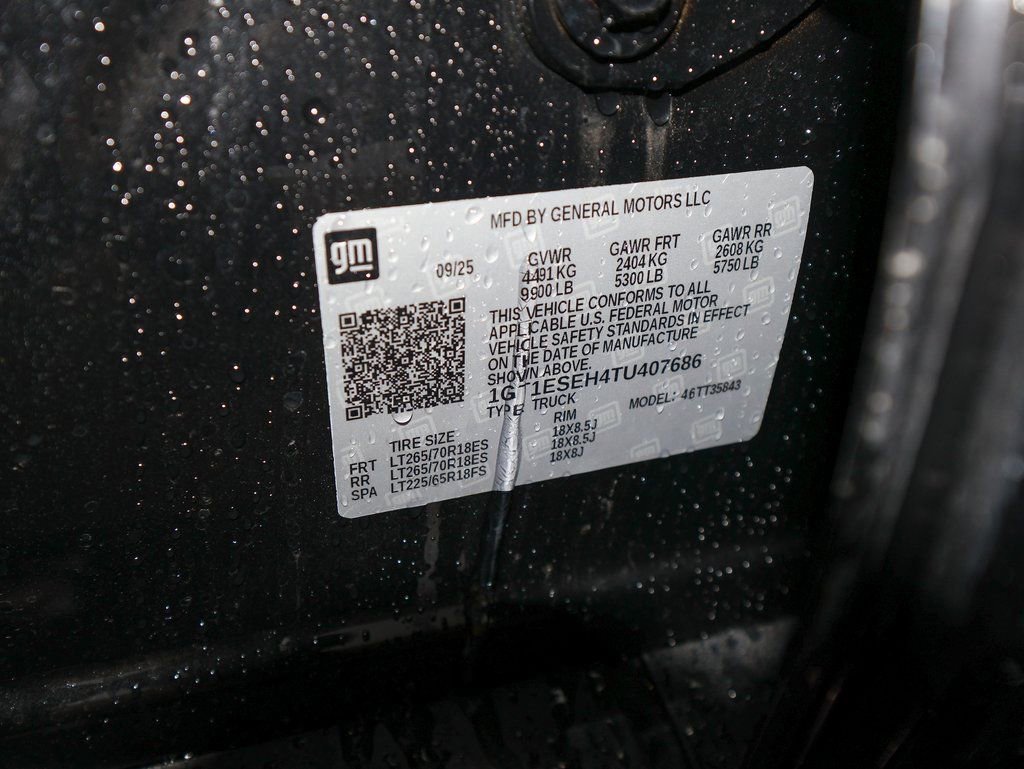 MFD BY GENERAL MOTORS LLC
gm
09/25
GVWR GAWR FRT GAWR RR
4491 KG 2404 KG 2608 KG
9900 LB 5300 LB 5750 LB
THIS VEHICLE CONFORMS TO ALL
APPLICABLE U.S. FEDERAL MOTOR
VEHICLE SAFETY STANDARDS IN EFFECT
ON THE DATE OF MANUFACTURE
SHOWN ABOVE.
1GT1ESEH4TU407686
TYPE TRUCK MODEL: 46TT35843
TIRE SIZE RIM
FRT LT265/70R18ES 18X8.5J
RR LT265/70R18ES 18X8.5J
SPA LT225/65R18FS 18X8J